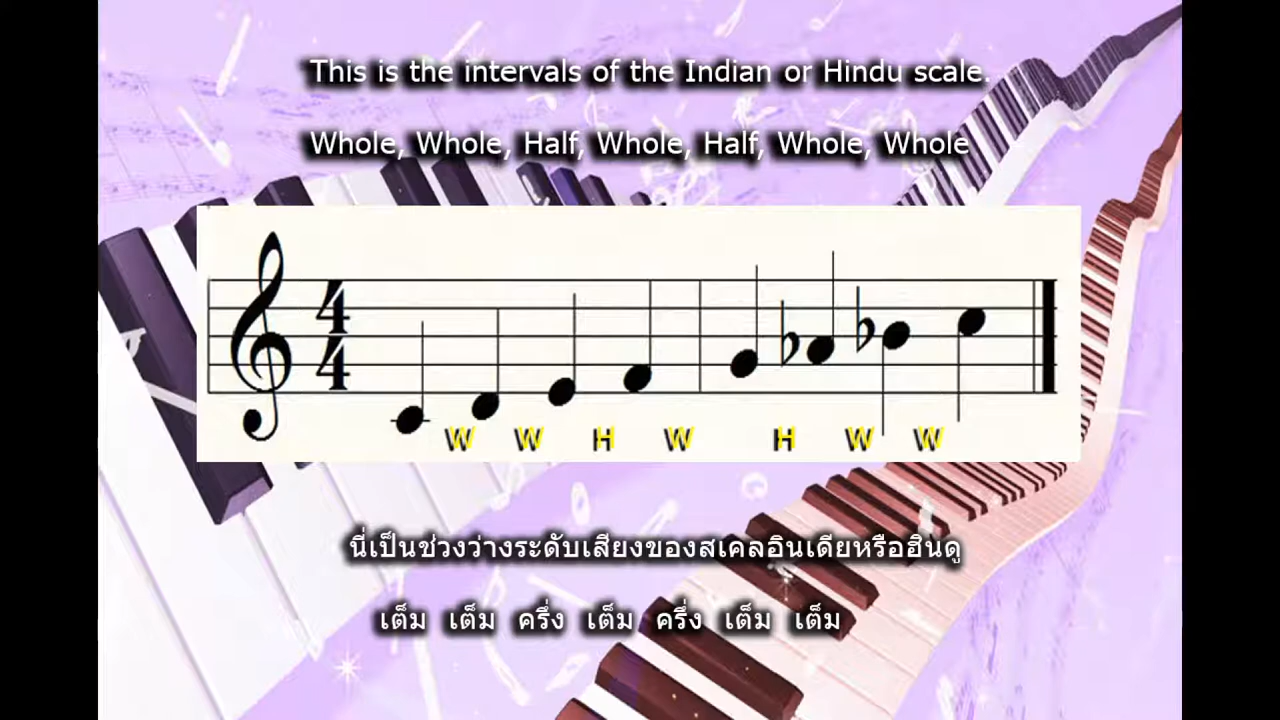 This is the intervals of the Indian or Hindu scale.
Whole, Whole, Half, Whole, Half, Whole, Whole
4
4
W W H W H W W
นี่เป็นช่วงว่างระดับเสียงของสเคลอินเดียหรือฮินดู
เต็ม เต็ม ครึ่ง เต็ม ครึ่ง เต็ม เต็ม